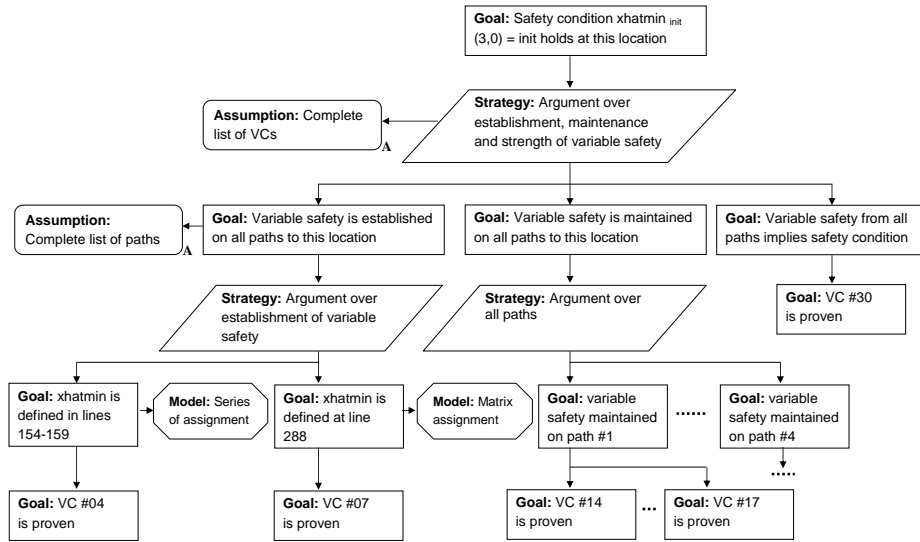 Goal: Safety condition xhatmin init
(3,0) = init holds at this location
Strategy: Argument over
establishment, maintenance
and strength of variable safety
Assumption: Complete
list of VCs
A
Assumption:
Complete list of paths
A
Goal: Variable safety is established
on all paths to this location
Goal: Variable safety is maintained
on all paths to this location
Goal: Variable safety from all
paths implies safety condition
Strategy: Argument over
establishment of variable
safety
Strategy: Argument over
all paths
Goal: VC #30
is proven
Goal: xhatmin is
defined in lines
154-159
Model: Series
of assignment
Goal: xhatmin is
defined at line
288
Model: Matrix
assignment
Goal: variable
safety maintained
on path #1
......
Goal: variable
safety maintained
on path #4
.....
Goal: VC #04
is proven
Goal: VC #07
is proven
Goal: VC #14
is proven
...
Goal: VC #17
is proven